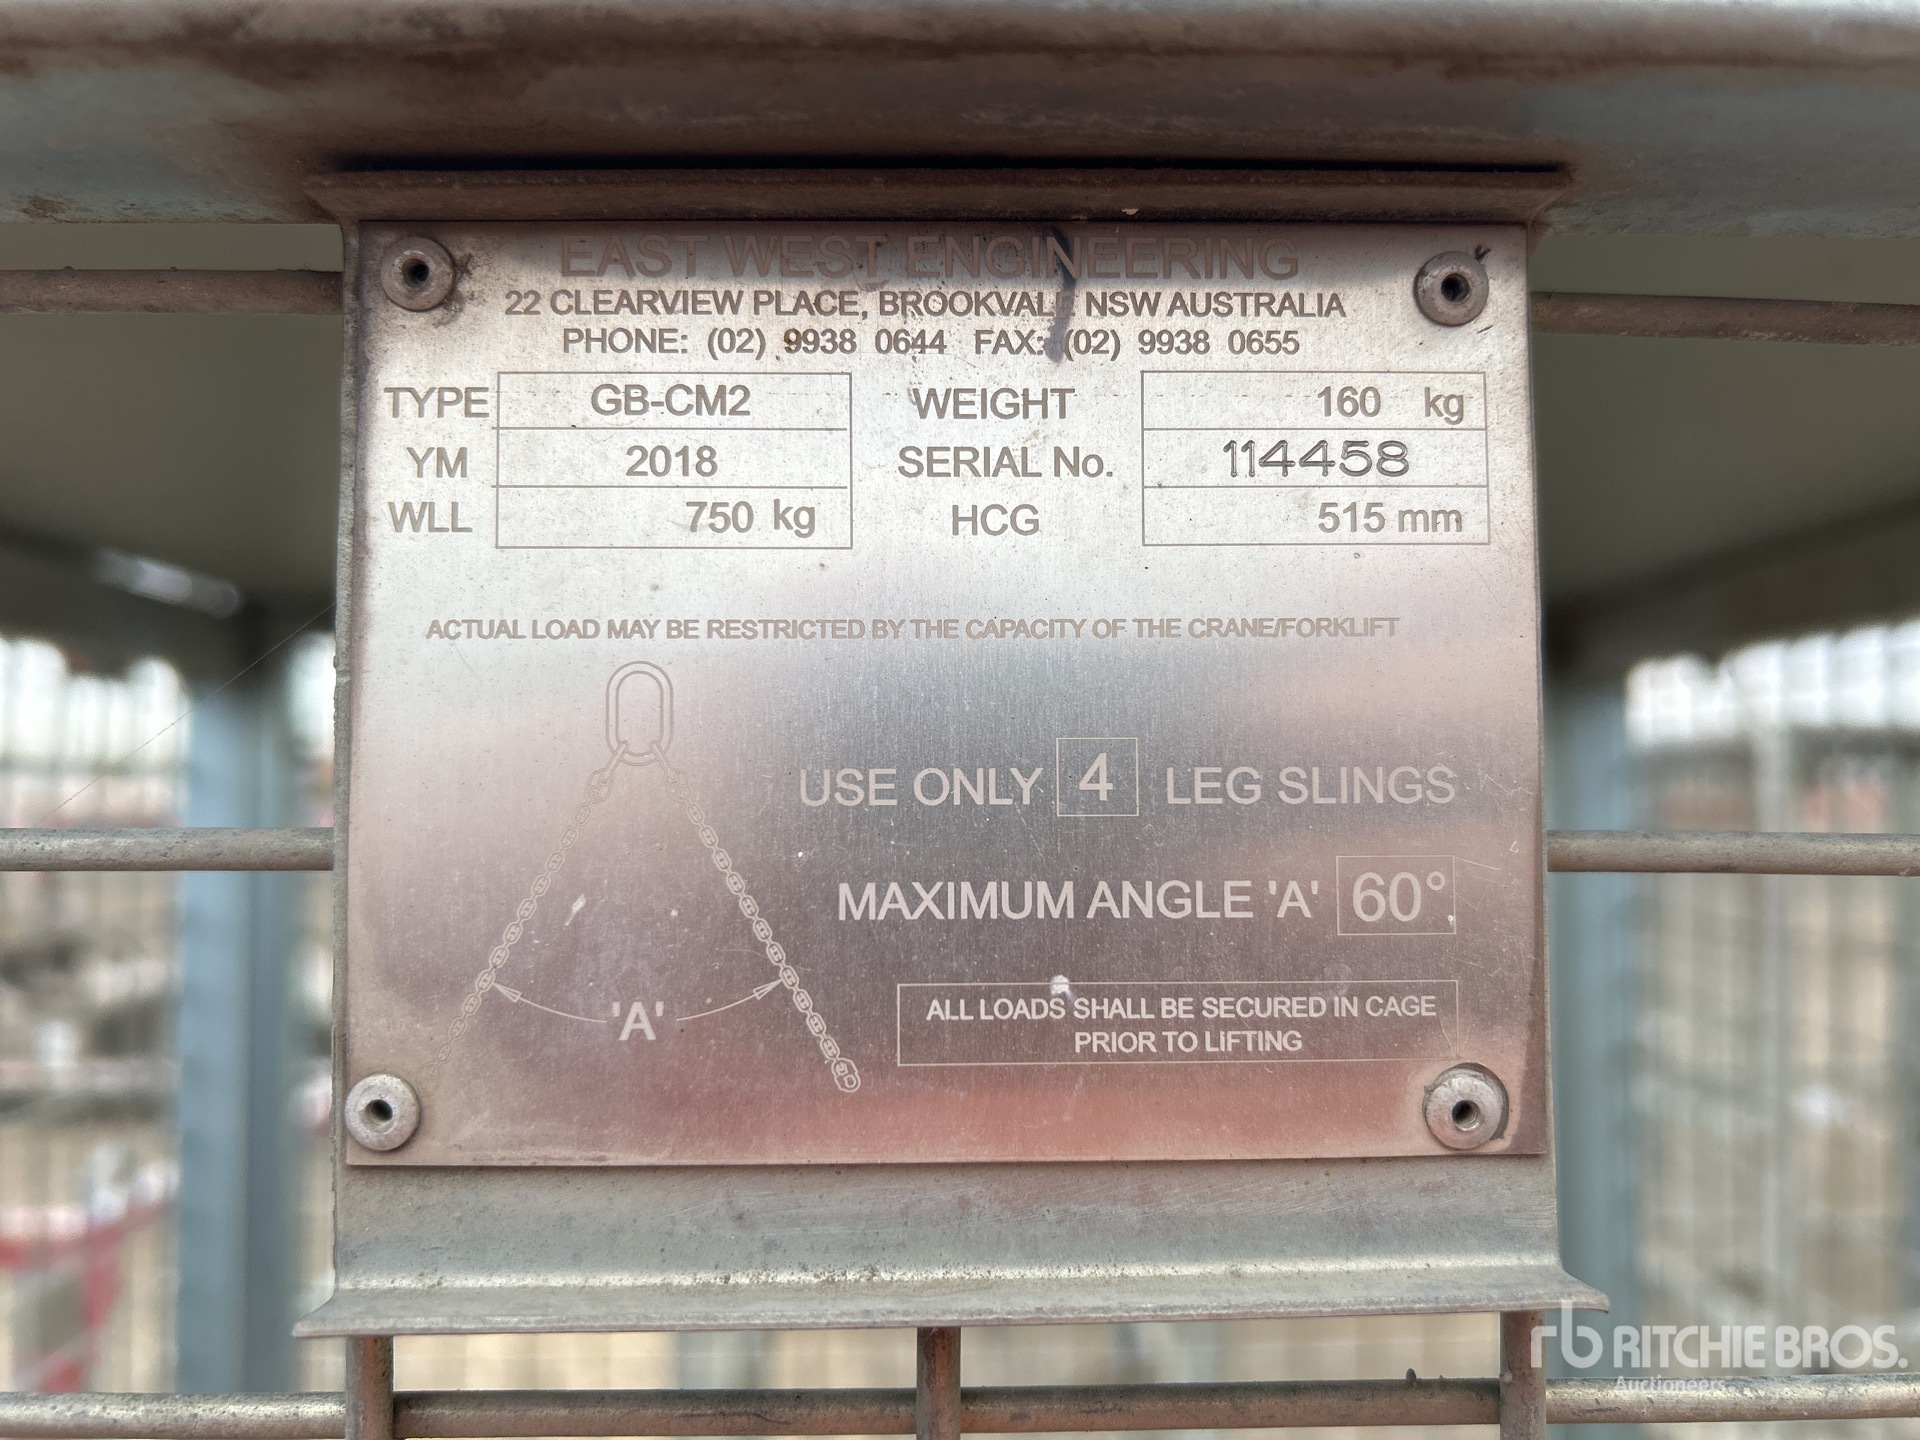 EAST WEST ENGINEERING
22 CLEARVIEW PLACE, BROOKVALE NSW AUSTRALIA
PHONE: (02) 9938 0644 FAX: (02) 9938 0655
TYPE GB-CM2 WEIGHT 160 kg
YM 2018 SERIAL No. 114458
WLL 750 kg HCG 515 mm
ACTUAL LOAD MAY BE RESTRICTED BY THE CAPACITY OF THE CRANE/FORKLIFT
USE ONLY 4 LEG SLINGS
MAXIMUM ANGLE 'A' 60°
'A'
ALL LOADS SHALL BE SECURED IN CAGE
PRIOR TO LIFTING
rb RITCHIE BROS.
Auctioneers